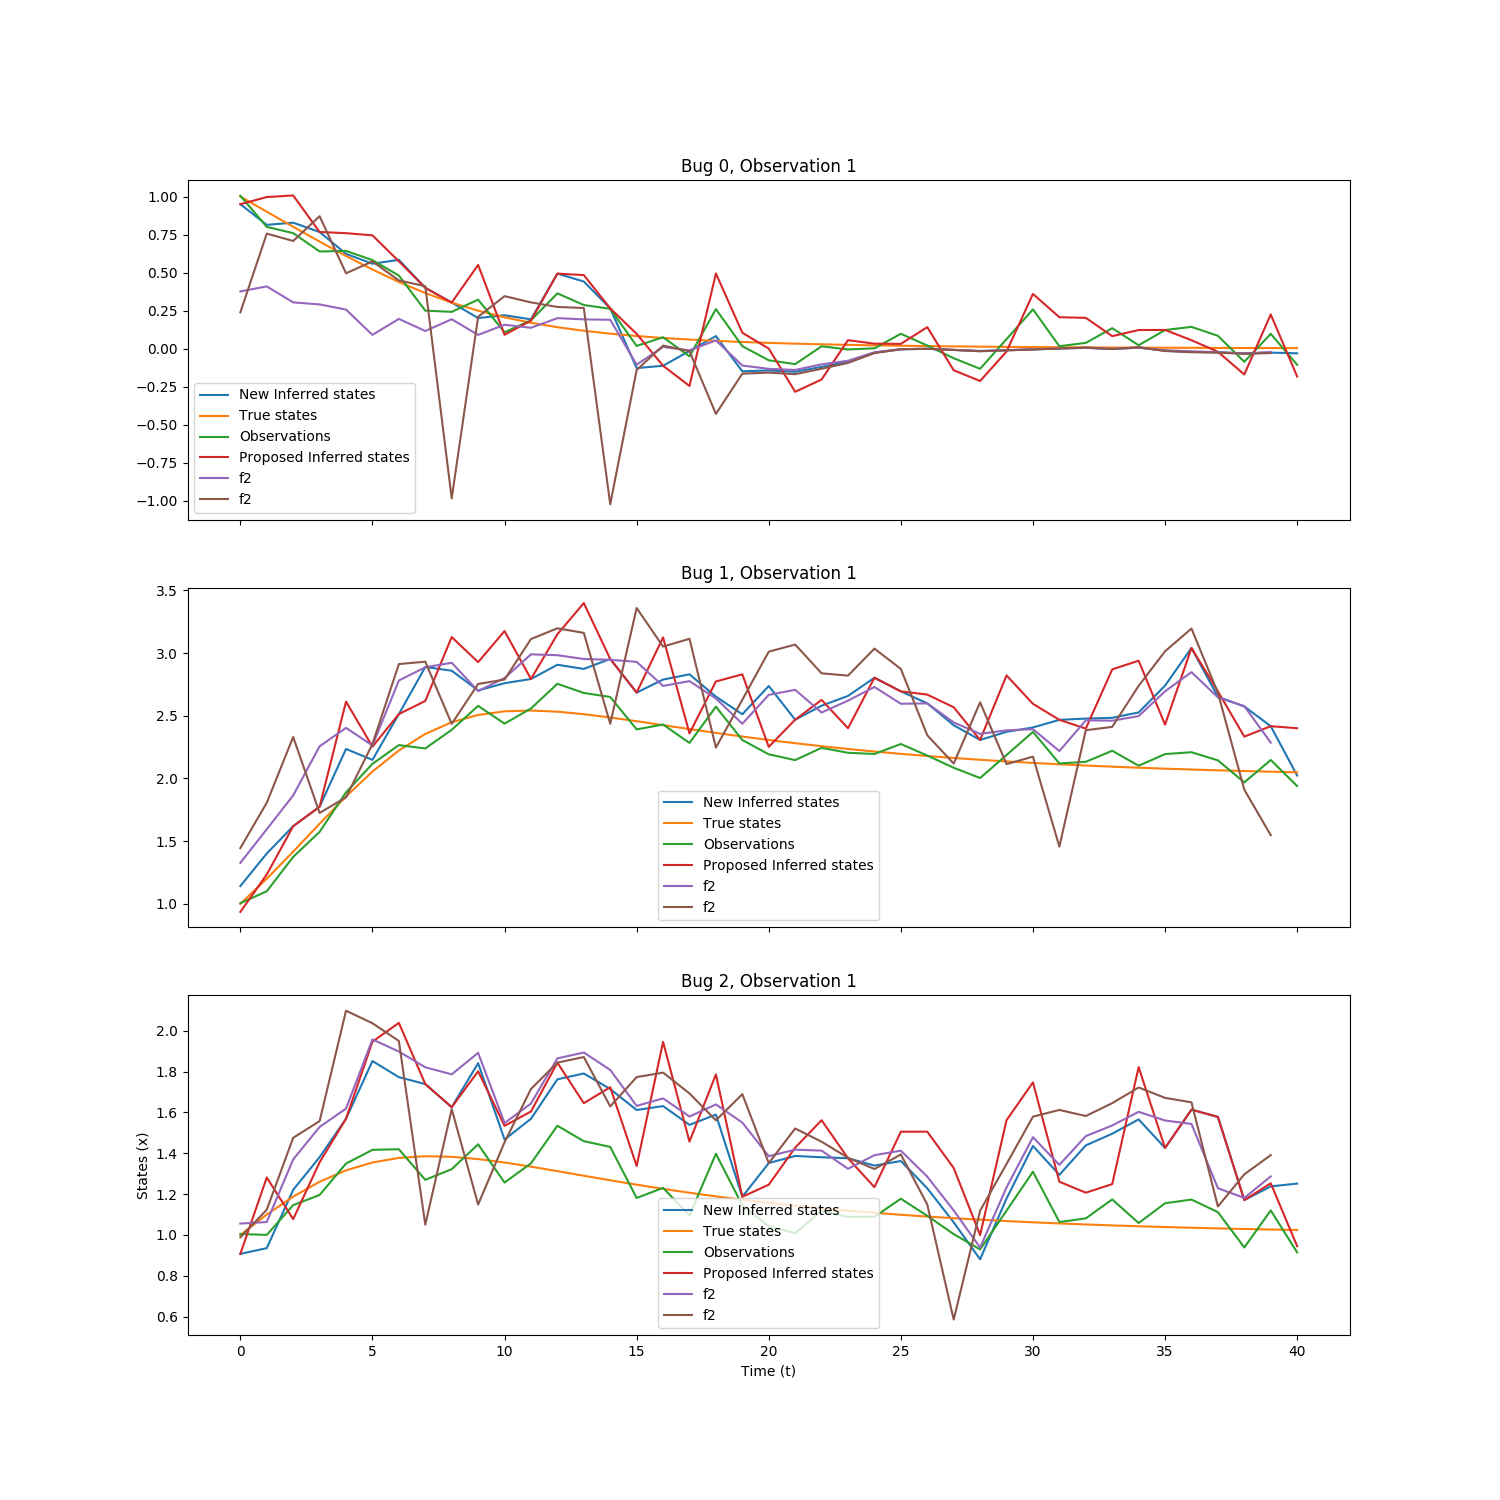 Bug 0, Observation 1
1.00
0.75
0.50
0.25
0.00
−0.25
−0.50
−0.75
−1.00
New Inferred states
True states
Observations
Proposed Inferred states
f2
f2
Bug 1, Observation 1
3.5
3.0
2.5
2.0
1.5
1.0
New Inferred states
True states
Observations
Proposed Inferred states
f2
f2
Bug 2, Observation 1
States (x)
2.0
1.8
1.6
1.4
1.2
1.0
0.8
0.6
New Inferred states
True states
Observations
Proposed Inferred states
f2
f2
0 5 10 15 20 25 30 35 40
Time (t)